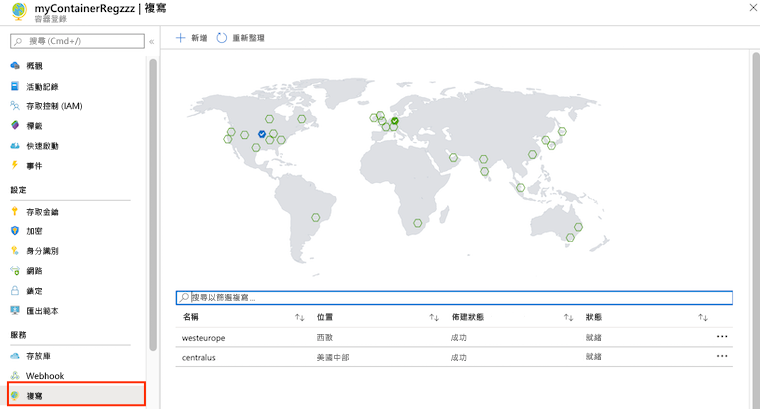 myContainerRegzzz | 複寫
容器登錄
搜尋 (Cmd+/)
«
新增
重新整理
概觀
活動記錄
存取控制 (IAM)
標籤
快速啟動
事件
設定
存取金鑰
加密
身分識別
網路
鎖定
匯出範本
服務
存放庫
Webhook
複寫
搜尋以篩選複寫...
名稱 位置 佈建狀態 狀態
westeurope 西歐 成功 就緒
centralus 美國中部 成功 就緒